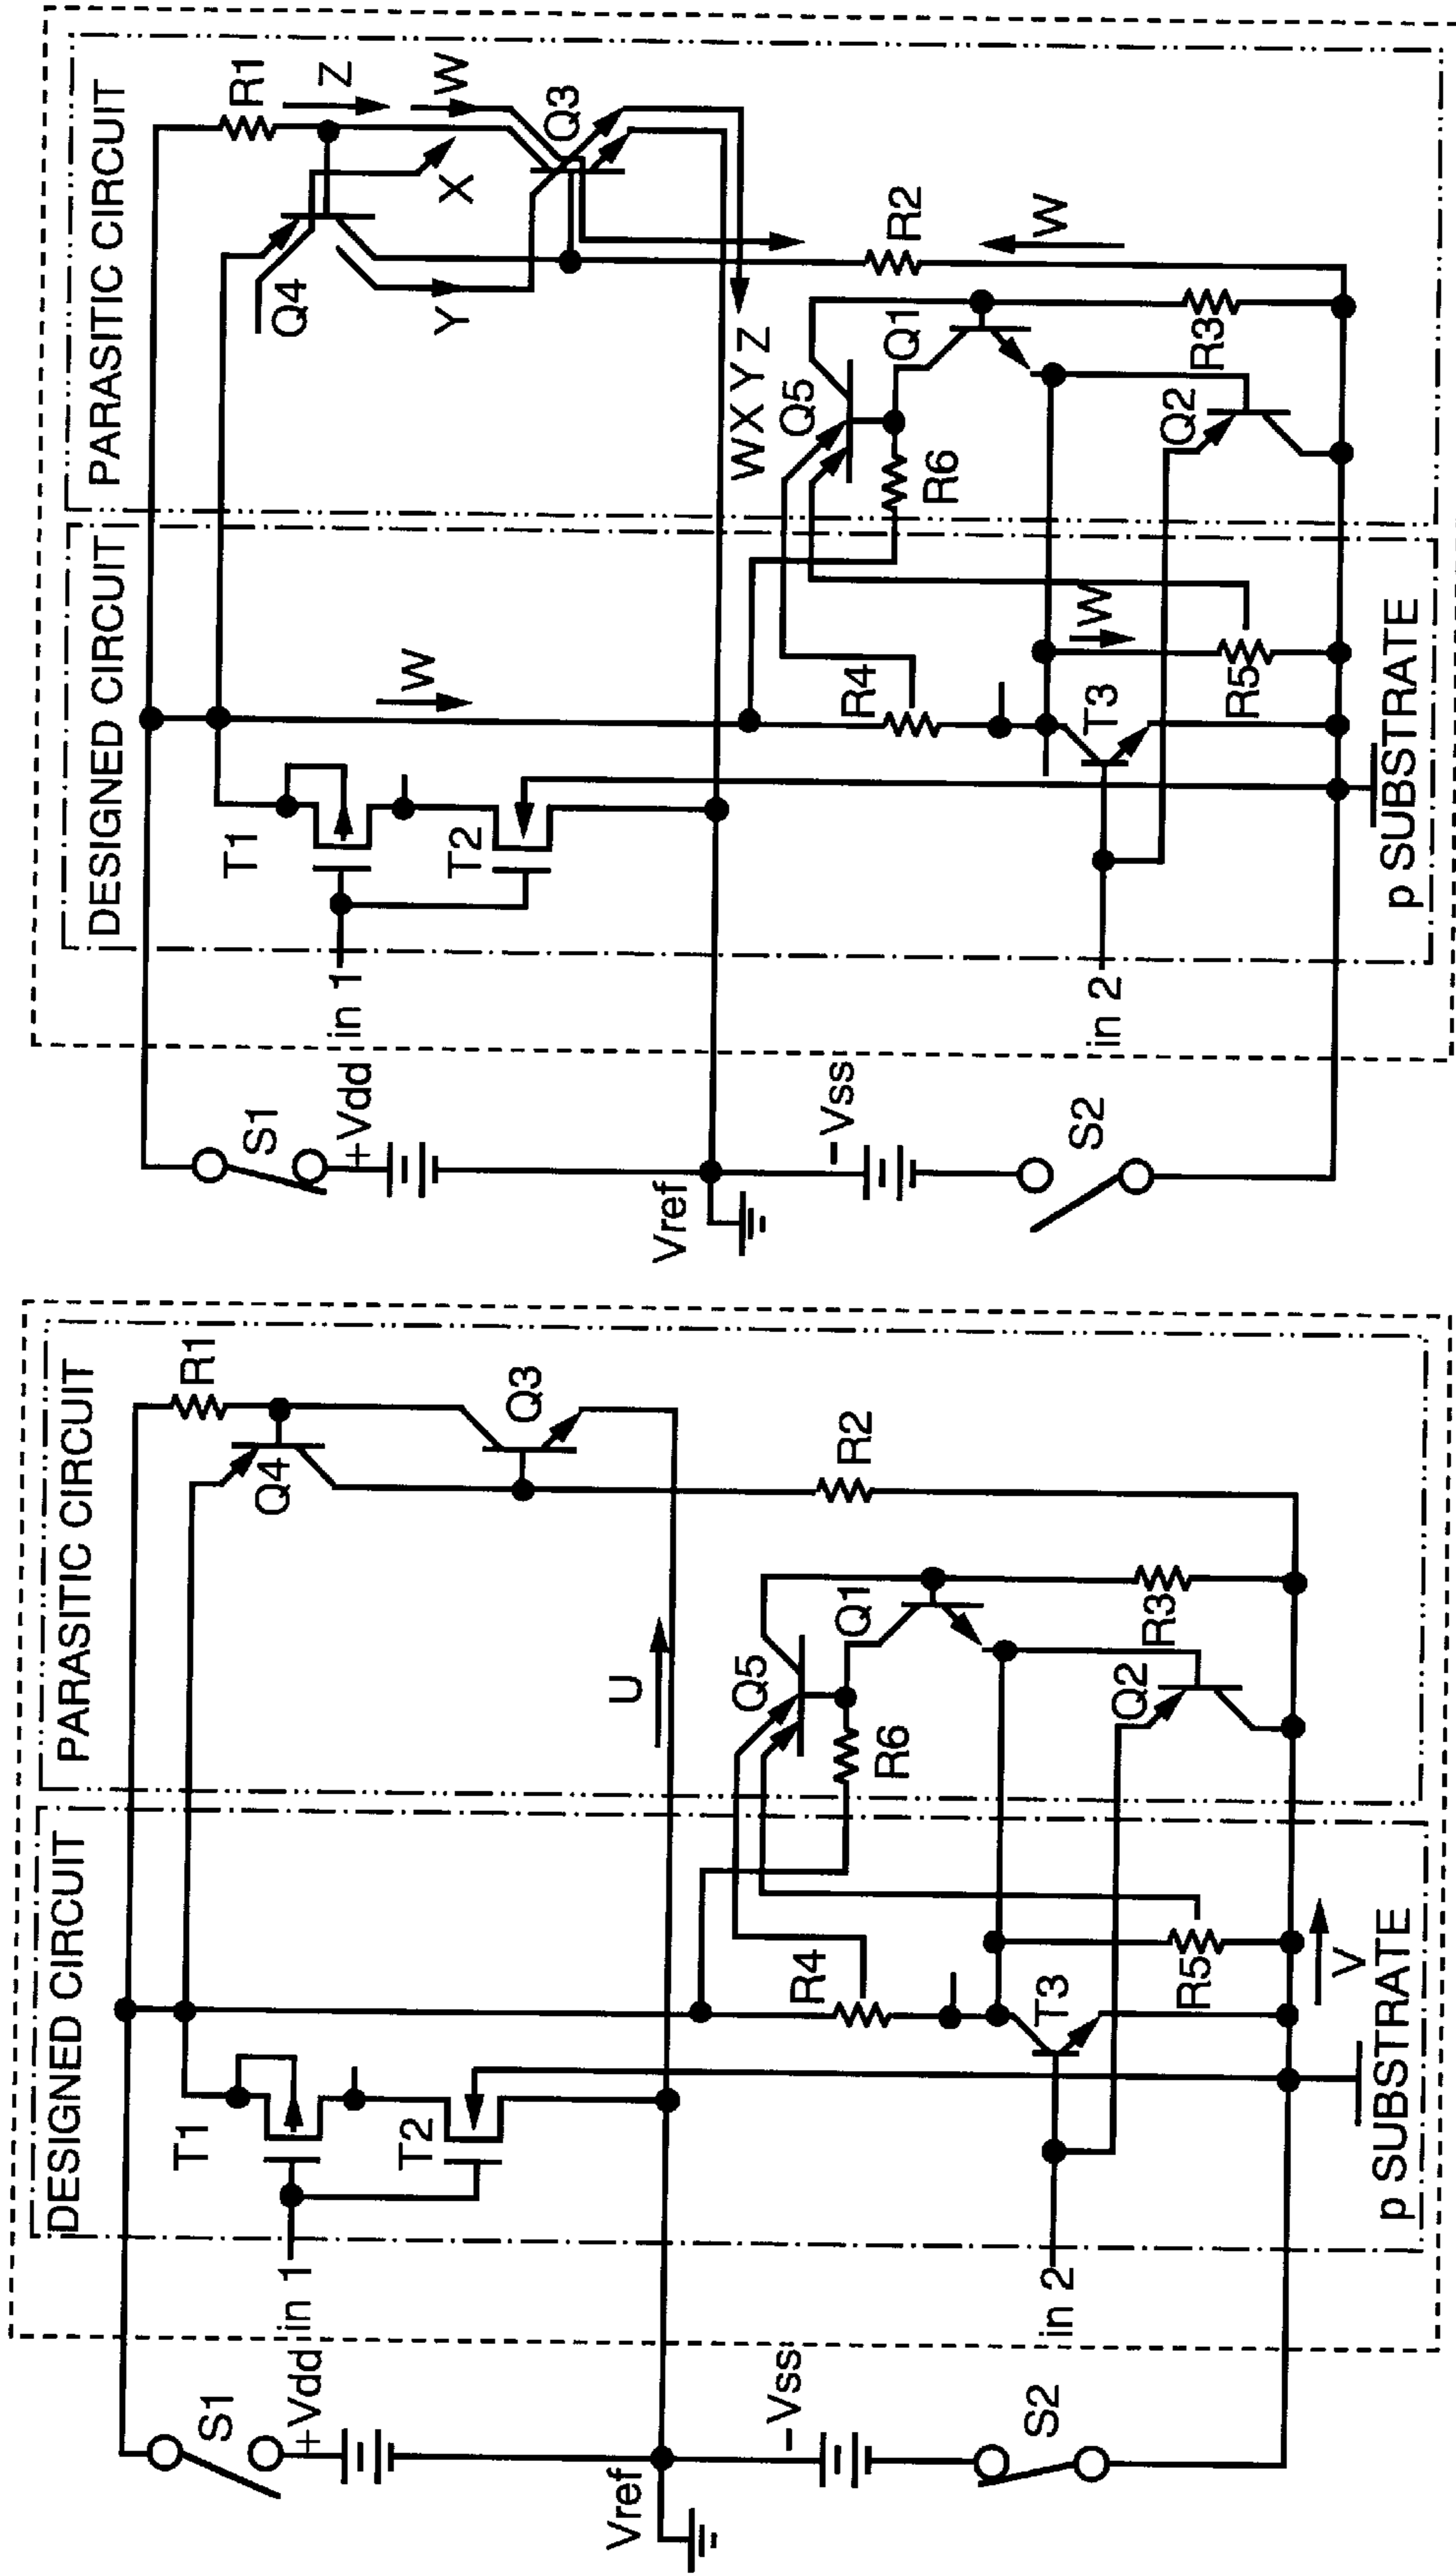 DESIGNED CIRCUIT
PARASITIC CIRCUIT
S1
+Vdd
in 1
T1
T2
Q4
R1
Q3
Vref
U
-Vss
S2
in 2
R4
T3
R5
R6
Q5
Q1
Q2
R3
R2
V
p SUBSTRATE
DESIGNED CIRCUIT
PARASITIC CIRCUIT
S1
+Vdd
in 1
T1
T2
W
Q4
R1
Z
W
X
Y
Q3
Vref
W X Y Z
-Vss
S2
in 2
R4
T3
W
R5
R6
Q5
Q1
Q2
R3
R2
W
p SUBSTRATE